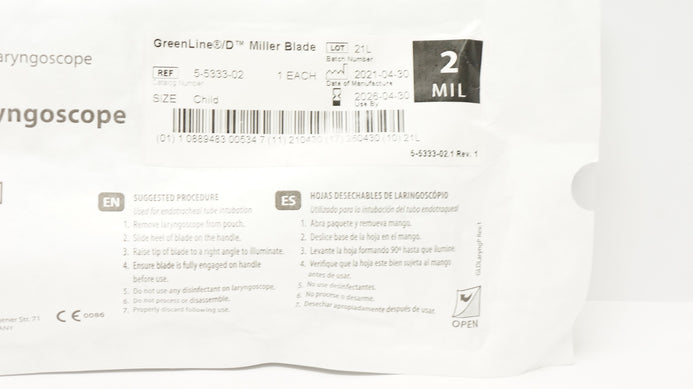 aryngoscope
yngoscope
GreenLine®/D™ Miller Blade
LOT 21L
Batch Number
REF 5-5333-02 1 EACH
Catalog Number
2021-04-30
Date of Manufacture
SIZE Child
2026-04-30
Use By
2
MIL
(01) 1 0889483 00534 7 (11) 210430 (17) 260430 (10) 21L
5-5333-02.1 Rev. 1
EN SUGGESTED PROCEDURE
Used for endotracheal tube intubation
1. Remove laryngoscope from pouch.
2. Slide heel of blade on the handle.
3. Raise tip of blade to a right angle to illuminate.
4. Ensure blade is fully engaged on handle
before use.
5. Do not use any disinfectant on laryngoscope.
6. Do not process or disassemble.
7. Properly discard following use.
ES HOJAS DESECHABLES DE LARINGOSCÓPIO
Utilizada para la intubación del tubo endotraqueal
1. Abra paquete y remueva mango.
2. Deslice base de la hoja en el mango.
3. Levante la hoja formando 90º hasta que ilumine.
4. Verifique que la hoja este bien sujeta al mango
antes de usar.
5. No use desinfectantes.
6. No procese o desarme.
7. Desechar apropiadamente después de usar.
OPEN
ener Str. 71
ANY
CE 0086